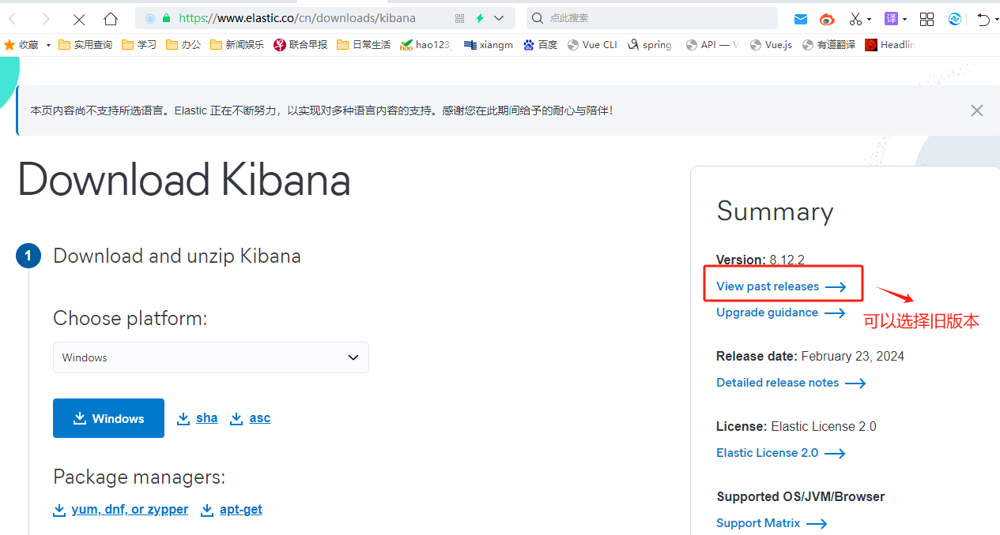 https://www.elastic.co/cn/downloads/kibana
点此搜索
译
收藏 实用查询 学习 办公 新闻娱乐 联合早报 日常生活 hao123_ xiangm 百度 Vue CLI spring API — V Vue.js 有道翻译 Headlin
本页内容尚不支持所选语言。Elastic 正在不断努力，以实现对多种语言内容的支持。感谢您在此期间给予的耐心与陪伴！
Download Kibana
1 Download and unzip Kibana
Choose platform:
Windows
Windows sha asc
Package managers:
yum, dnf, or zypper apt-get
Summary
Version: 8.12.2
View past releases
可以选择旧版本
Upgrade guidance
Release date: February 23, 2024
Detailed release notes
License: Elastic License 2.0
Elastic License 2.0
Supported OS/JVM/Browser
Support Matrix